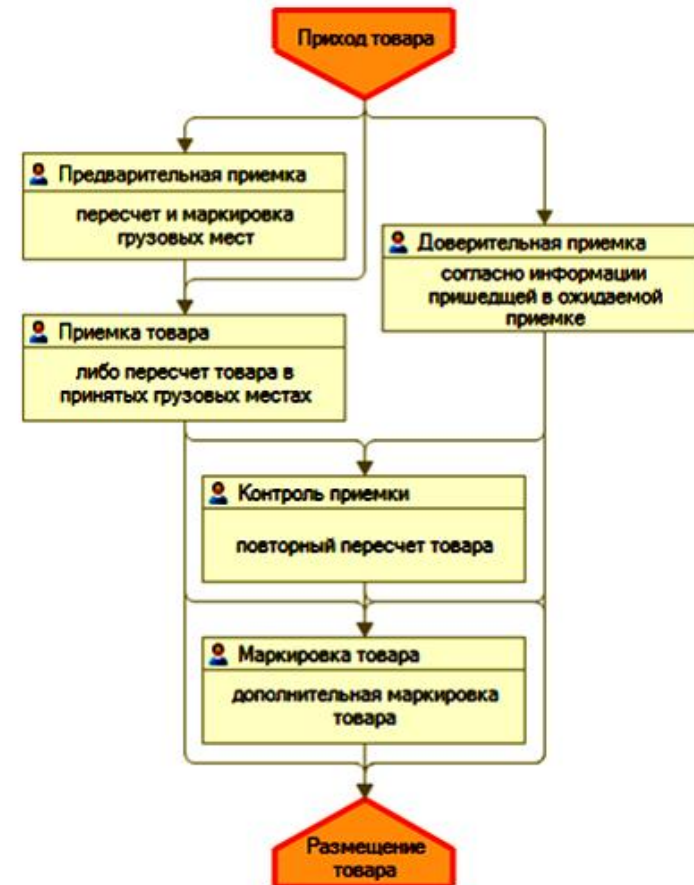 Приход товара
Предварительная приемка
пересчет и маркировка
грузовых мест
Доверительная приемка
согласно информации
пришедщей в ожидаемой
приемке
Приемка товара
либо пересчет товара в
принятых грузовых местах
Контроль приемки
повторный пересчет товара
Маркировка товара
дополнительная маркировка
товара
Размещение
товара